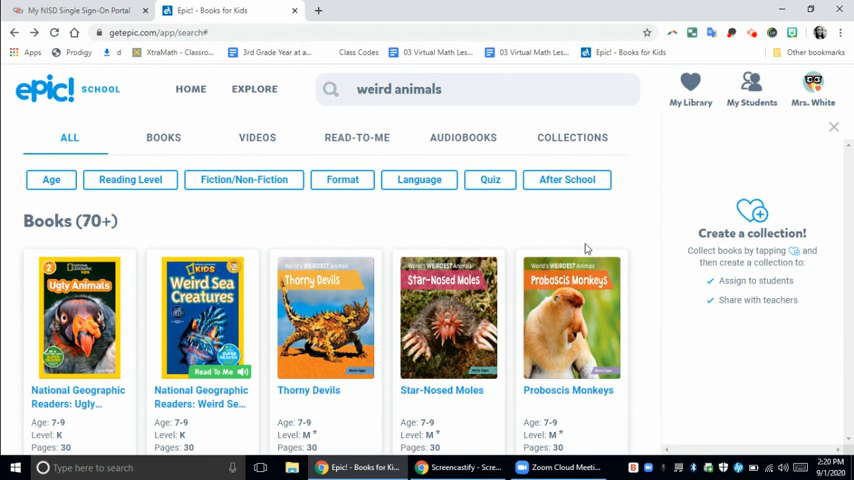 My NISD Single Sign-On Portal
Epic! - Books for Kids
getepic.com/app/search#
Apps
Prodigy
d
XtraMath - Classro...
3rd Grade Year at a...
Class Codes
03 Virtual Math Les...
03 Virtual Math Les...
Epic! - Books for Kids
Other bookmarks
epic! SCHOOL
HOME
EXPLORE
weird animals
My Library
My Students
Mrs. White
ALL
BOOKS
VIDEOS
READ-TO-ME
AUDIOBOOKS
COLLECTIONS
Age
Reading Level
Fiction/Non-Fiction
Format
Language
Quiz
After School
Books (70+)
Create a collection!
Collect books by tapping and
then create a collection to:
Assign to students
Share with teachers
2
NATIONAL GEOGRAPHIC KIDS
Ugly Animals
KIDS
2
Weird Sea
Creatures
Read To Me
World's WEIRDEST Animals
Thorny Devils
World's WEIRDEST Animals
Star-Nosed Moles
World's WEIRDEST Animals
Proboscis Monkeys
National Geographic
Readers: Ugly...
Age: 7-9
Level: K
Pages: 30
National Geographic
Readers: Weird Se...
Age: 7-9
Level: K
Pages: 30
Thorny Devils
Age: 7-9
Level: M *
Pages: 30
Star-Nosed Moles
Age: 7-9
Level: M *
Pages: 30
Proboscis Monkeys
Age: 7-9
Level: M *
Pages: 30
Type here to search
Epic! - Books for Ki...
Screencastify - Scre...
Zoom Cloud Meeti...
2:20 PM
9/1/2020